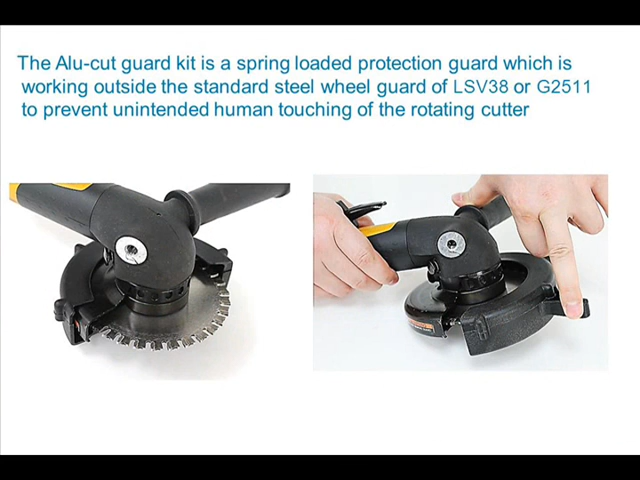 The Alu-cut guard kit is a spring loaded protection guard which is
working outside the standard steel wheel guard of LSV38 or G2511
to prevent unintended human touching of the rotating cutter